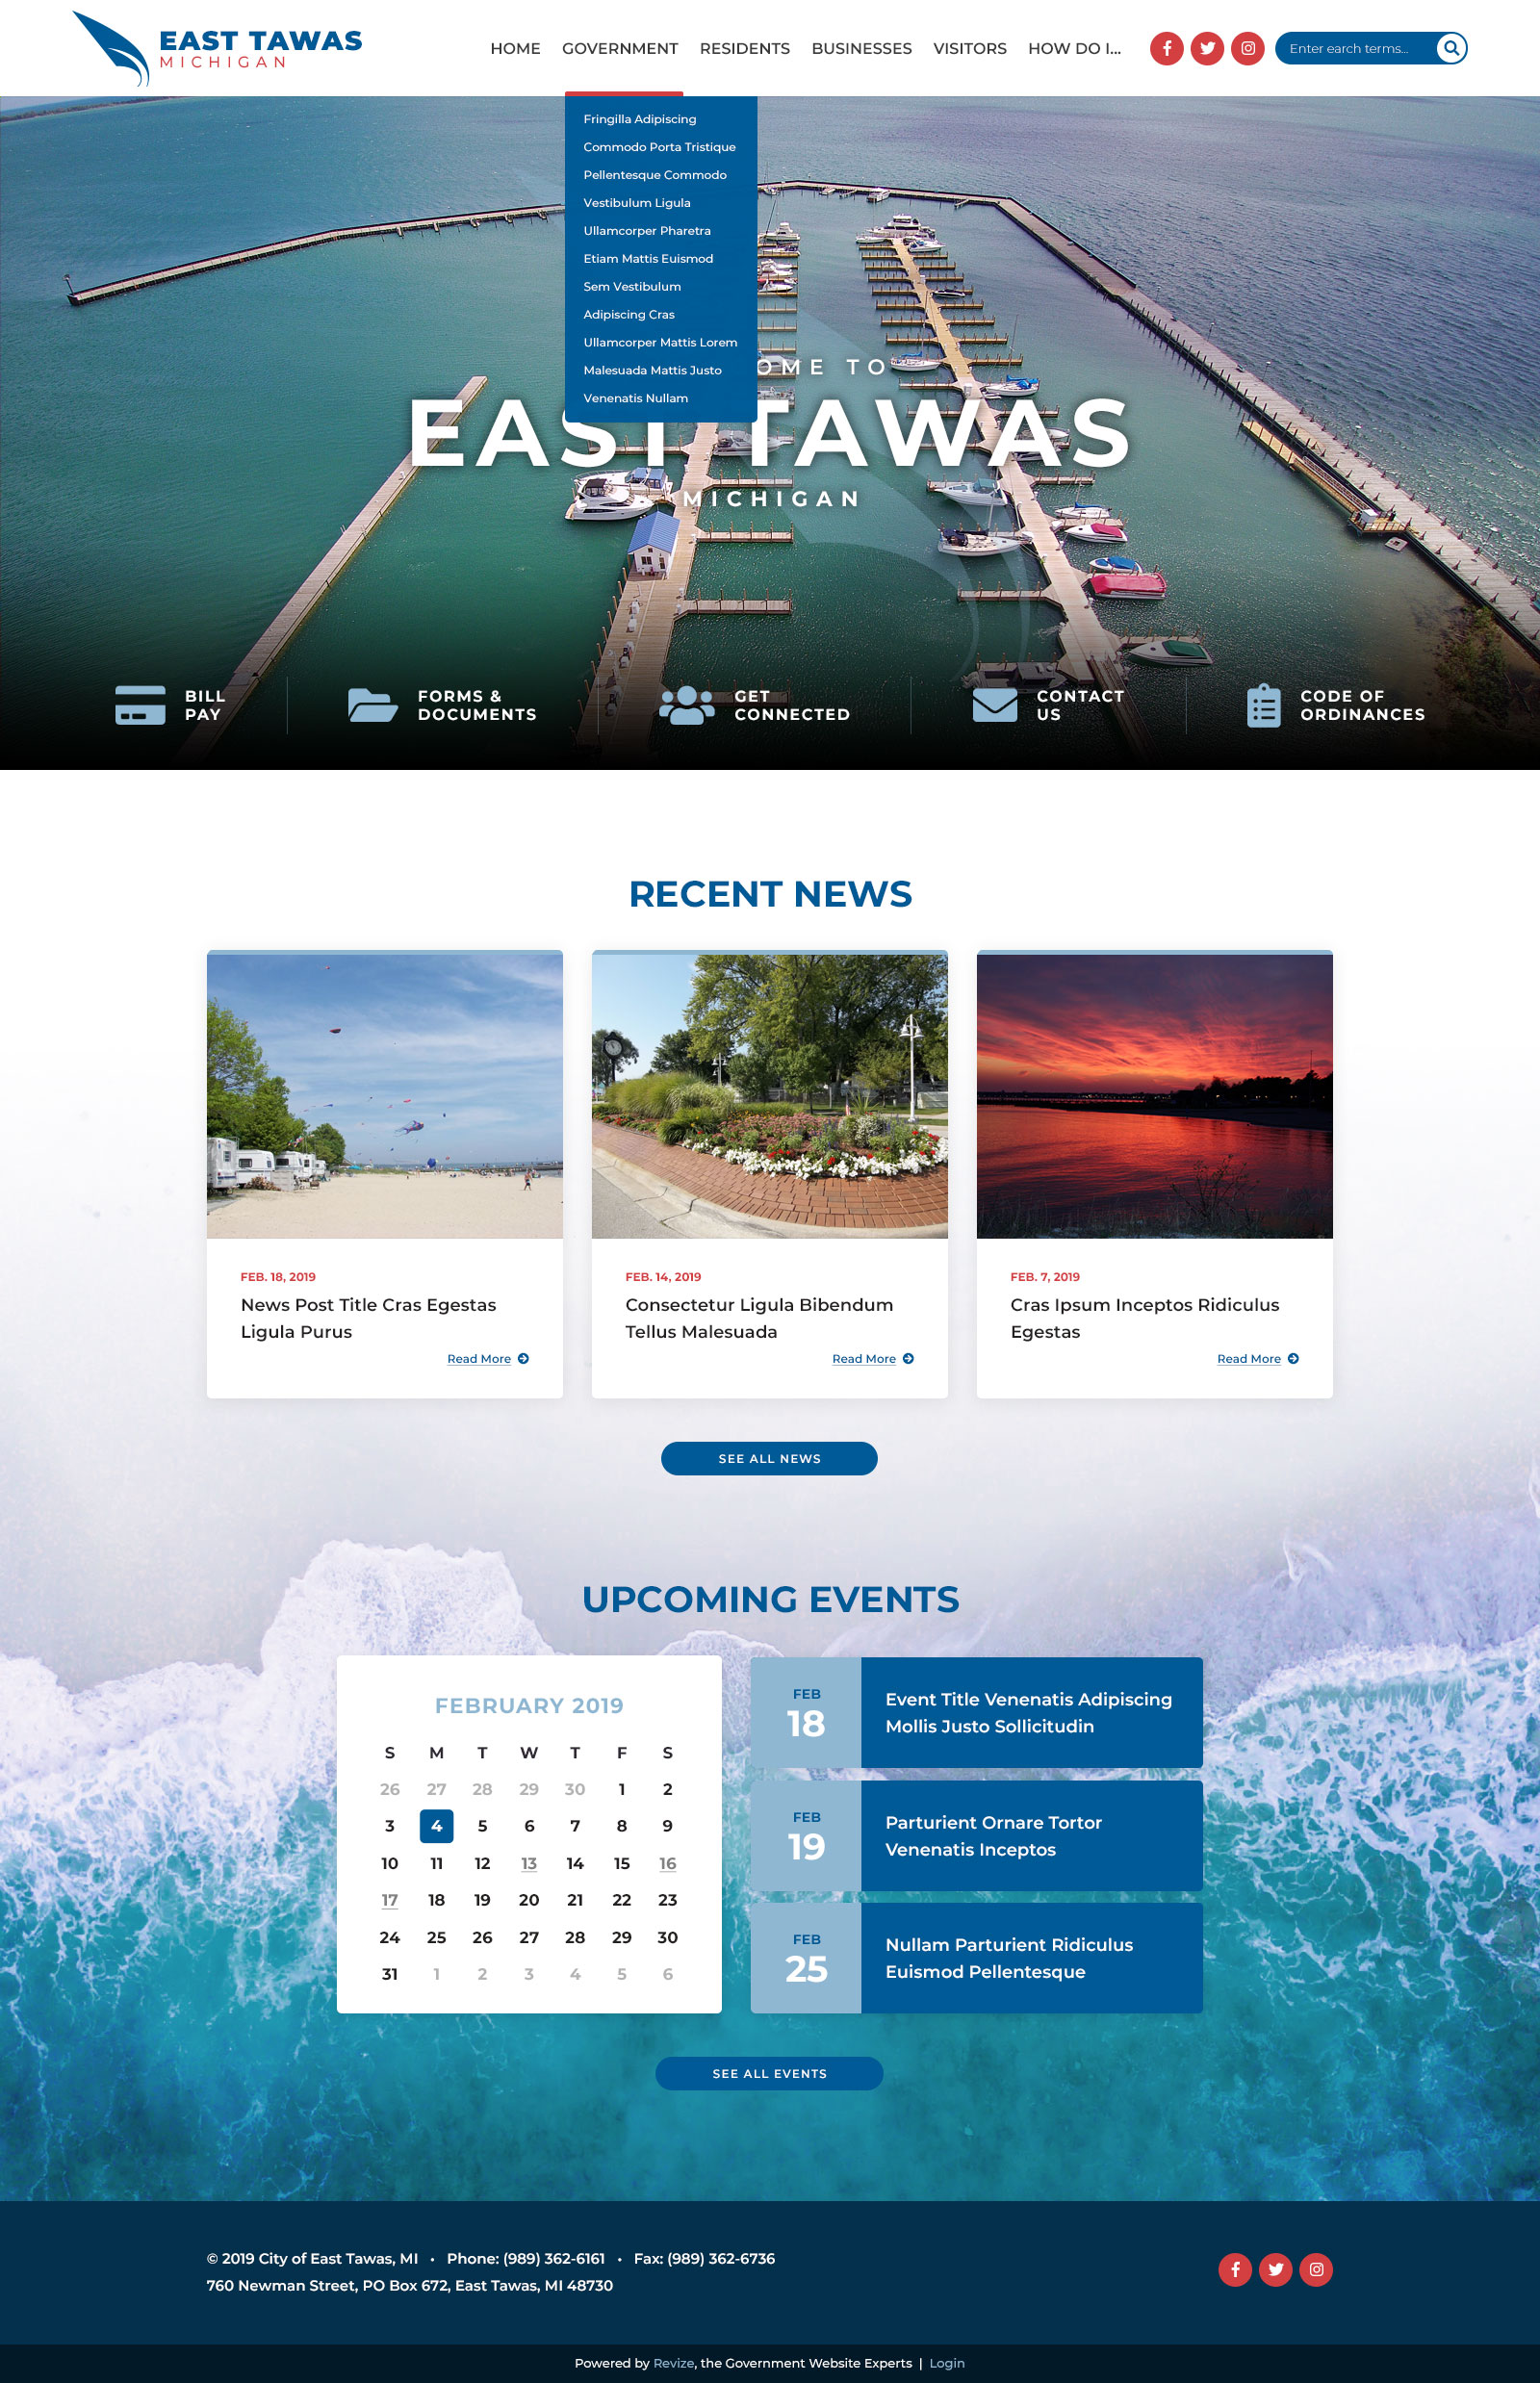 EAST TAWAS
MICHIGAN
HOME GOVERNMENT RESIDENTS BUSINESSES VISITORS HOW DO I...
Enter earch terms...
Fringilla Adipiscing
Commodo Porta Tristique
Pellentesque Commodo
Vestibulum Ligula
Ullamcorper Pharetra
Etiam Mattis Euismod
Sem Vestibulum
Adipiscing Cras
Ullamcorper Mattis Lorem
Malesuada Mattis Justo
Venenatis Nullam
OME TO
EAST TAWAS
MICHIGAN
BILL
PAY
FORMS &
DOCUMENTS
GET
CONNECTED
CONTACT
US
CODE OF
ORDINANCES
RECENT NEWS
FEB. 18, 2019
News Post Title Cras Egestas
Ligula Purus
Read More
FEB. 14, 2019
Consectetur Ligula Bibendum
Tellus Malesuada
Read More
FEB. 7, 2019
Cras Ipsum Inceptos Ridiculus
Egestas
Read More
SEE ALL NEWS
UPCOMING EVENTS
FEBRUARY 2019
S M T W T F S
26 27 28 29 30 1 2
3 4 5 6 7 8 9
10 11 12 13 14 15 16
17 18 19 20 21 22 23
24 25 26 27 28 29 30
31 1 2 3 4 5 6
FEB
18
Event Title Venenatis Adipiscing
Mollis Justo Sollicitudin
FEB
19
Parturient Ornare Tortor
Venenatis Inceptos
FEB
25
Nullam Parturient Ridiculus
Euismod Pellentesque
SEE ALL EVENTS
© 2019 City of East Tawas, MI • Phone: (989) 362-6161 • Fax: (989) 362-6736
760 Newman Street, PO Box 672, East Tawas, MI 48730
Powered by Revize, the Government Website Experts | Login